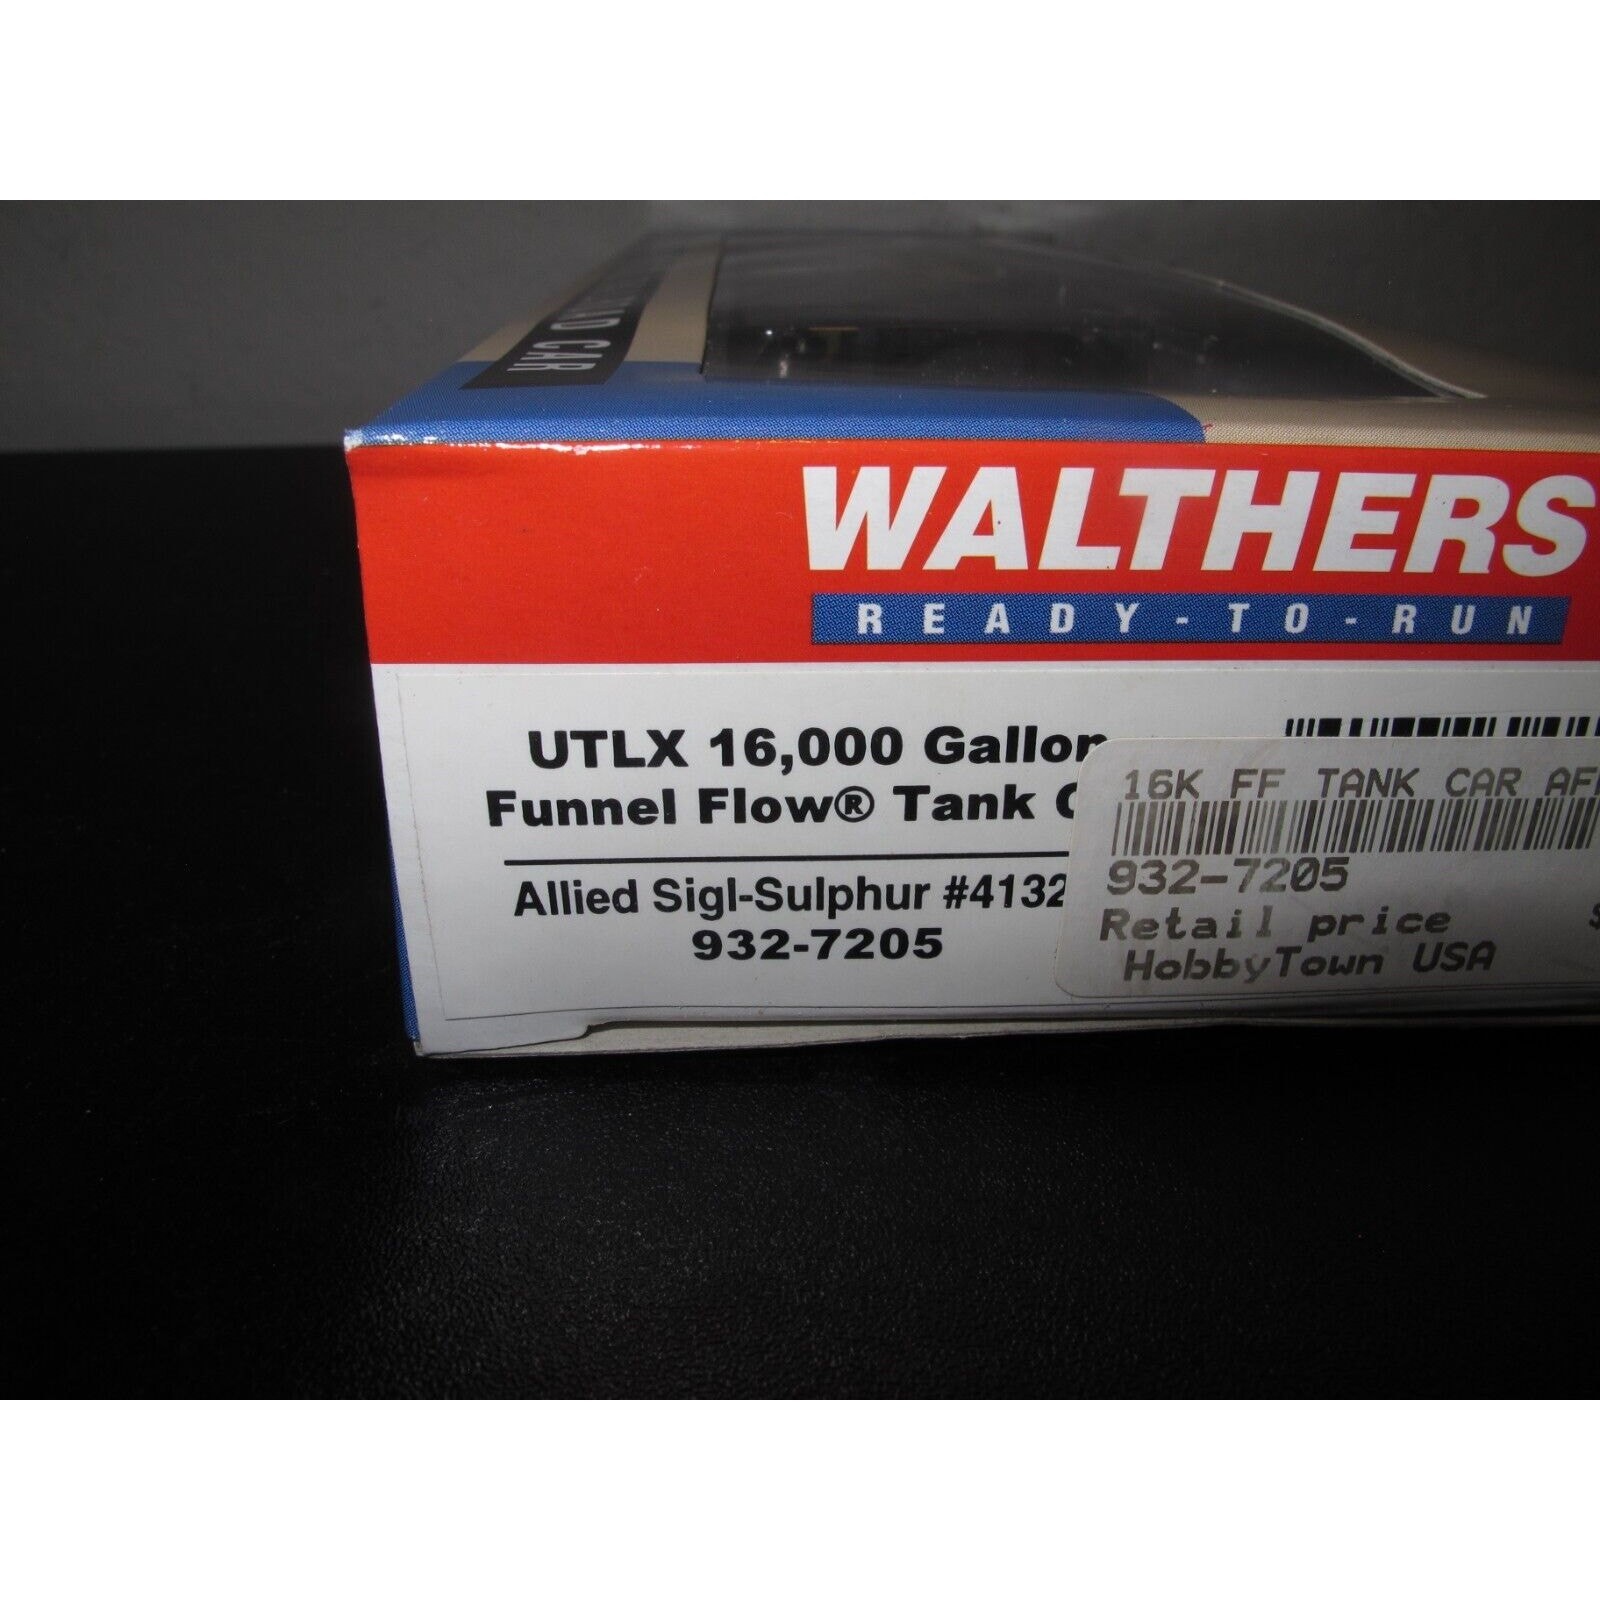 CAR
WALTHERS
READY-TO-RUN
UTLX 16,000 Gallon
Funnel Flow® Tank C
Allied Sigl-Sulphur #4132
932-7205
16K FF TANK CAR AF
932-7205
Retail price $
HobbyTown USA